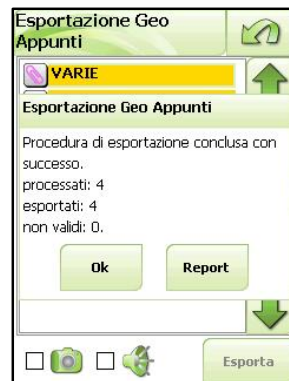 Esportazione Geo
Appunti
VARIE
Esportazione Geo Appunti
Procedura di esportazione conclusa con
successo.
processati: 4
esportati: 4
non validi: 0.
Ok
Report
Esporta